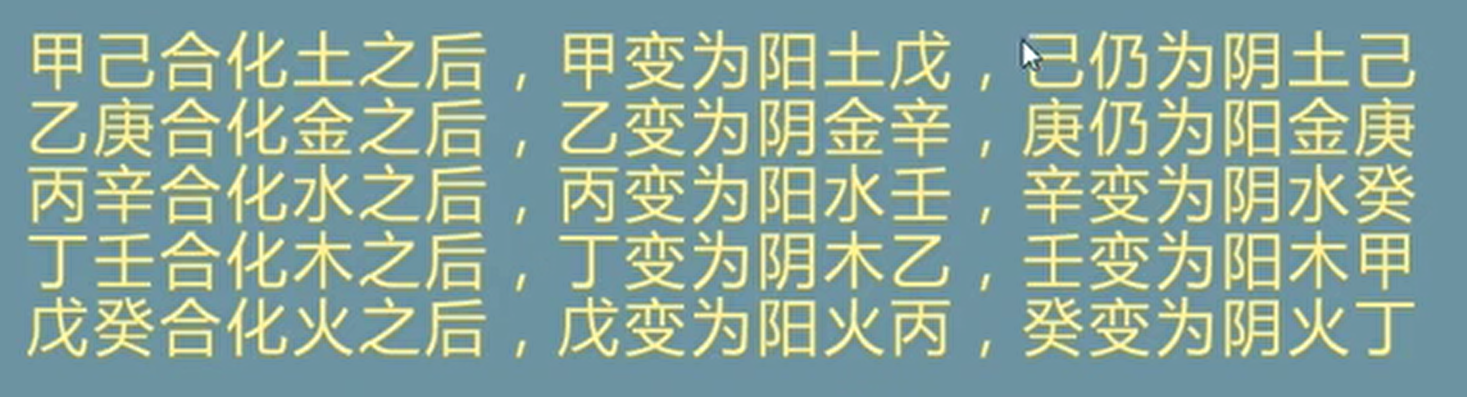 甲己合化土之后，甲变为阳土戊，己仍为阴土己
乙庚合化金之后，乙变为阴金辛，庚仍为阳金庚
丙辛合化水之后，丙变为阳水壬，辛变为阴水癸
丁壬合化木之后，丁变为阴木乙，壬变为阳木甲
戊癸合化火之后，戊变为阳火丙，癸变为阴火丁